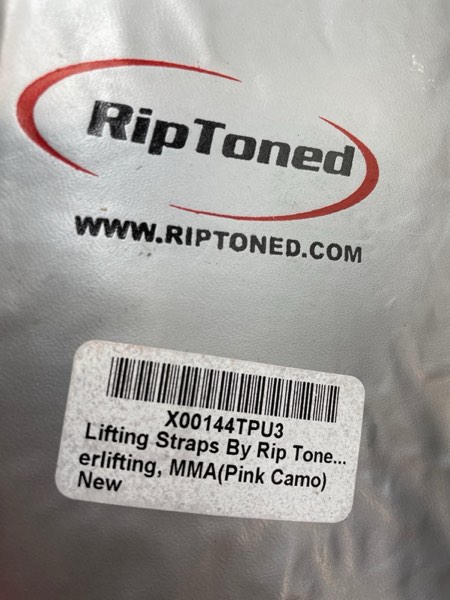 RipToned
WWW.RIPTONED.COM
X00144TPU3
Lifting Straps By Rip Tone...
erlifting, MMA(Pink Camo)
New